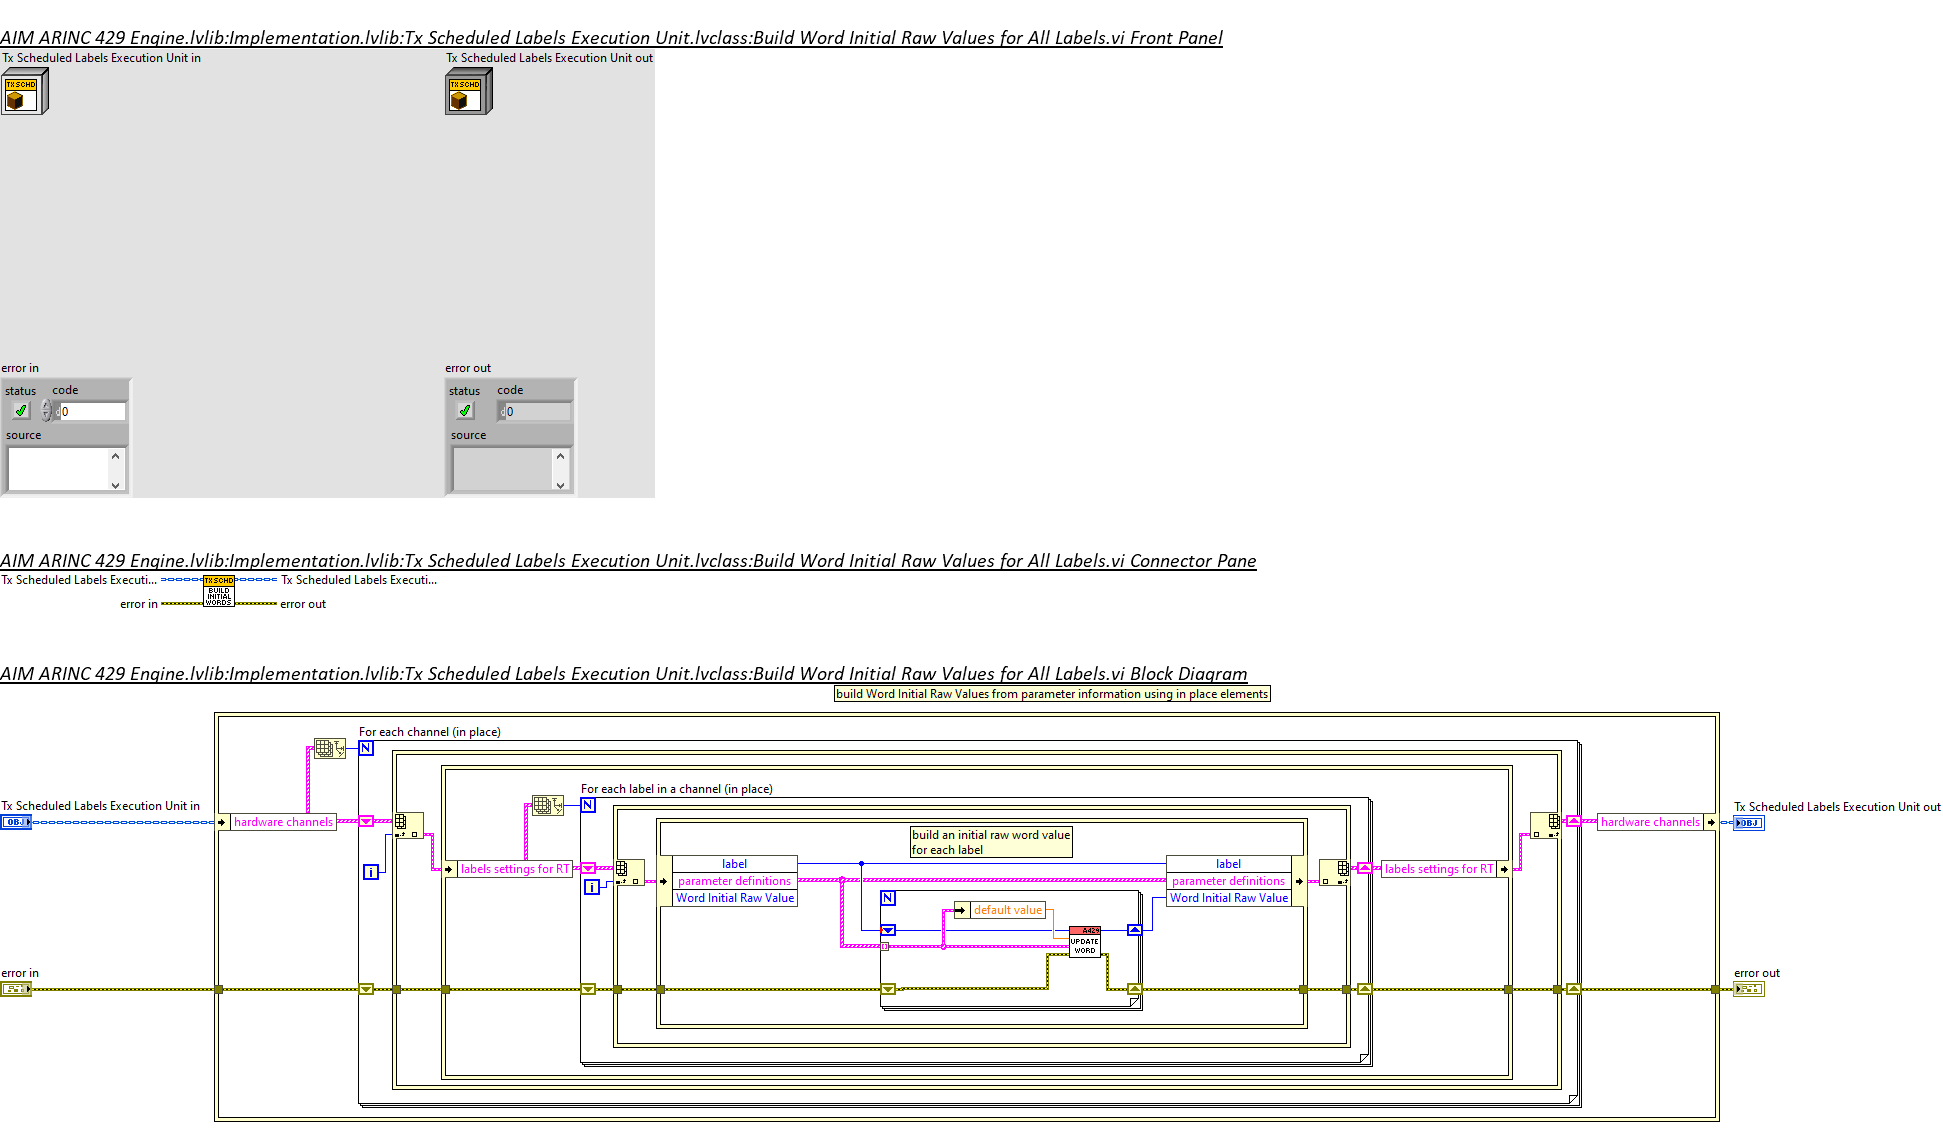 AIM ARINC 429 Engine.lvlib:Implementation.lvlib:Tx Scheduled Labels Execution Unit.lvclass:Build Word Initial Raw Values for All Labels.vi Front Panel
Tx Scheduled Labels Execution Unit in
Tx Scheduled Labels Execution Unit out
TX SCHD
TX SCHD
error in
error out
status code
status code
d 0
d 0
source
source
AIM ARINC 429 Engine.lvlib:Implementation.lvlib:Tx Scheduled Labels Execution Unit.lvclass:Build Word Initial Raw Values for All Labels.vi Connector Pane
Tx Scheduled Labels Executi...
TX SCHD
Tx Scheduled Labels Executi...
BUILD
INITIAL
WORDS
error in
error out
AIM ARINC 429 Engine.lvlib:Implementation.lvlib:Tx Scheduled Labels Execution Unit.lvclass:Build Word Initial Raw Values for All Labels.vi Block Diagram
build Word Initial Raw Values from parameter information using in place elements
For each channel (in place)
N
For each label in a channel (in place)
N
Tx Scheduled Labels Execution Unit in
OBJ
hardware channels
i
labels settings for RT
i
build an initial raw word value
for each label
label
parameter definitions
Word Initial Raw Value
N
default value
A429
UPDATE
WORD
label
parameter definitions
Word Initial Raw Value
labels settings for RT
hardware channels
Tx Scheduled Labels Execution Unit out
OBJ
error in
error out